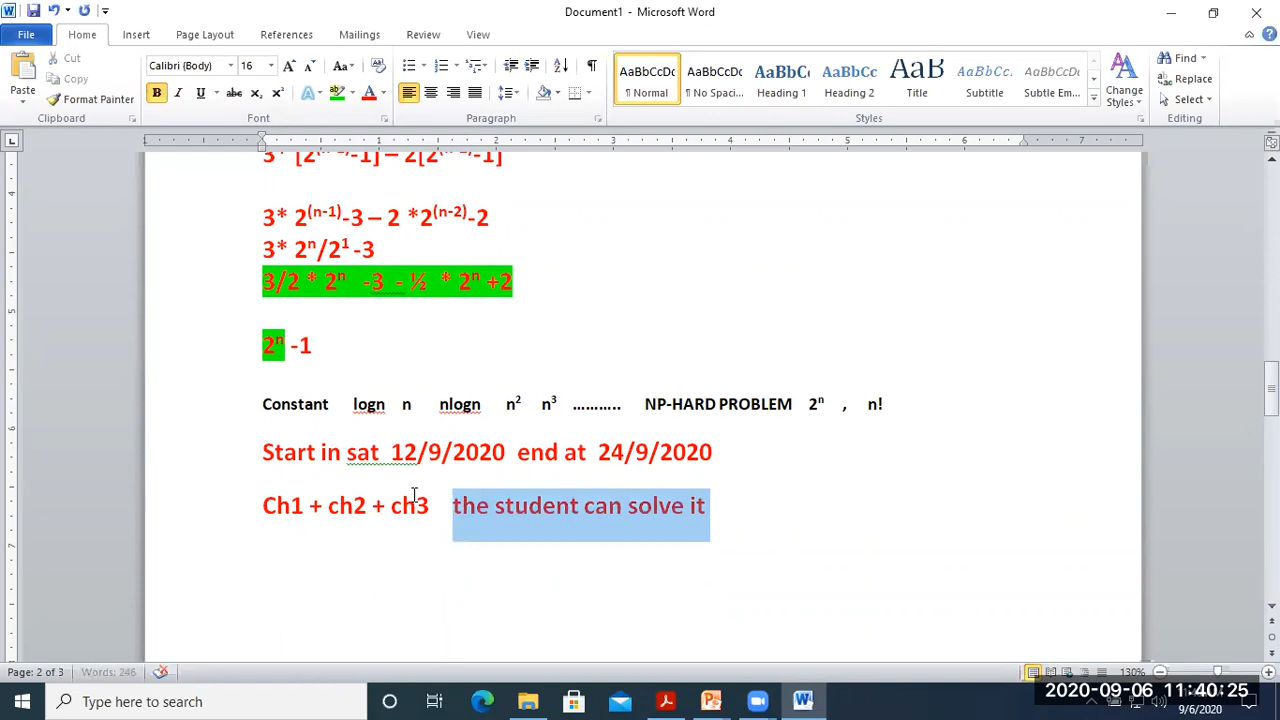 Document1 - Microsoft Word
File Home Insert Page Layout References Mailings Review View
Paste Cut Copy Format Painter Clipboard
Calibri (Body) 16 Font
Paragraph
AaBbCcDc ¶ Normal
AaBbCcDc ¶ No Spaci...
AaBbC Heading 1
AaBbCc Heading 2
AaB Title
AaBbCcL Subtitle
AaBbCcDc Subtle Em...
Change Styles
Styles
Find Replace Select Editing
3* 2⁽ⁿ⁻¹⁾-3 – 2 *2⁽ⁿ⁻²⁾-2
3* 2ⁿ/2¹ -3
3/2 * 2ⁿ -3 - ½ * 2ⁿ +2
2ⁿ -1
Constant logn n nlogn n² n³ ……….. NP-HARD PROBLEM 2ⁿ , n!
Start in sat 12/9/2020 end at 24/9/2020
Ch1 + ch2 + ch3 the student can solve it
Page: 2 of 3 Words: 246 130%
Type here to search
2020-09-06 11:40:25
9/6/2020